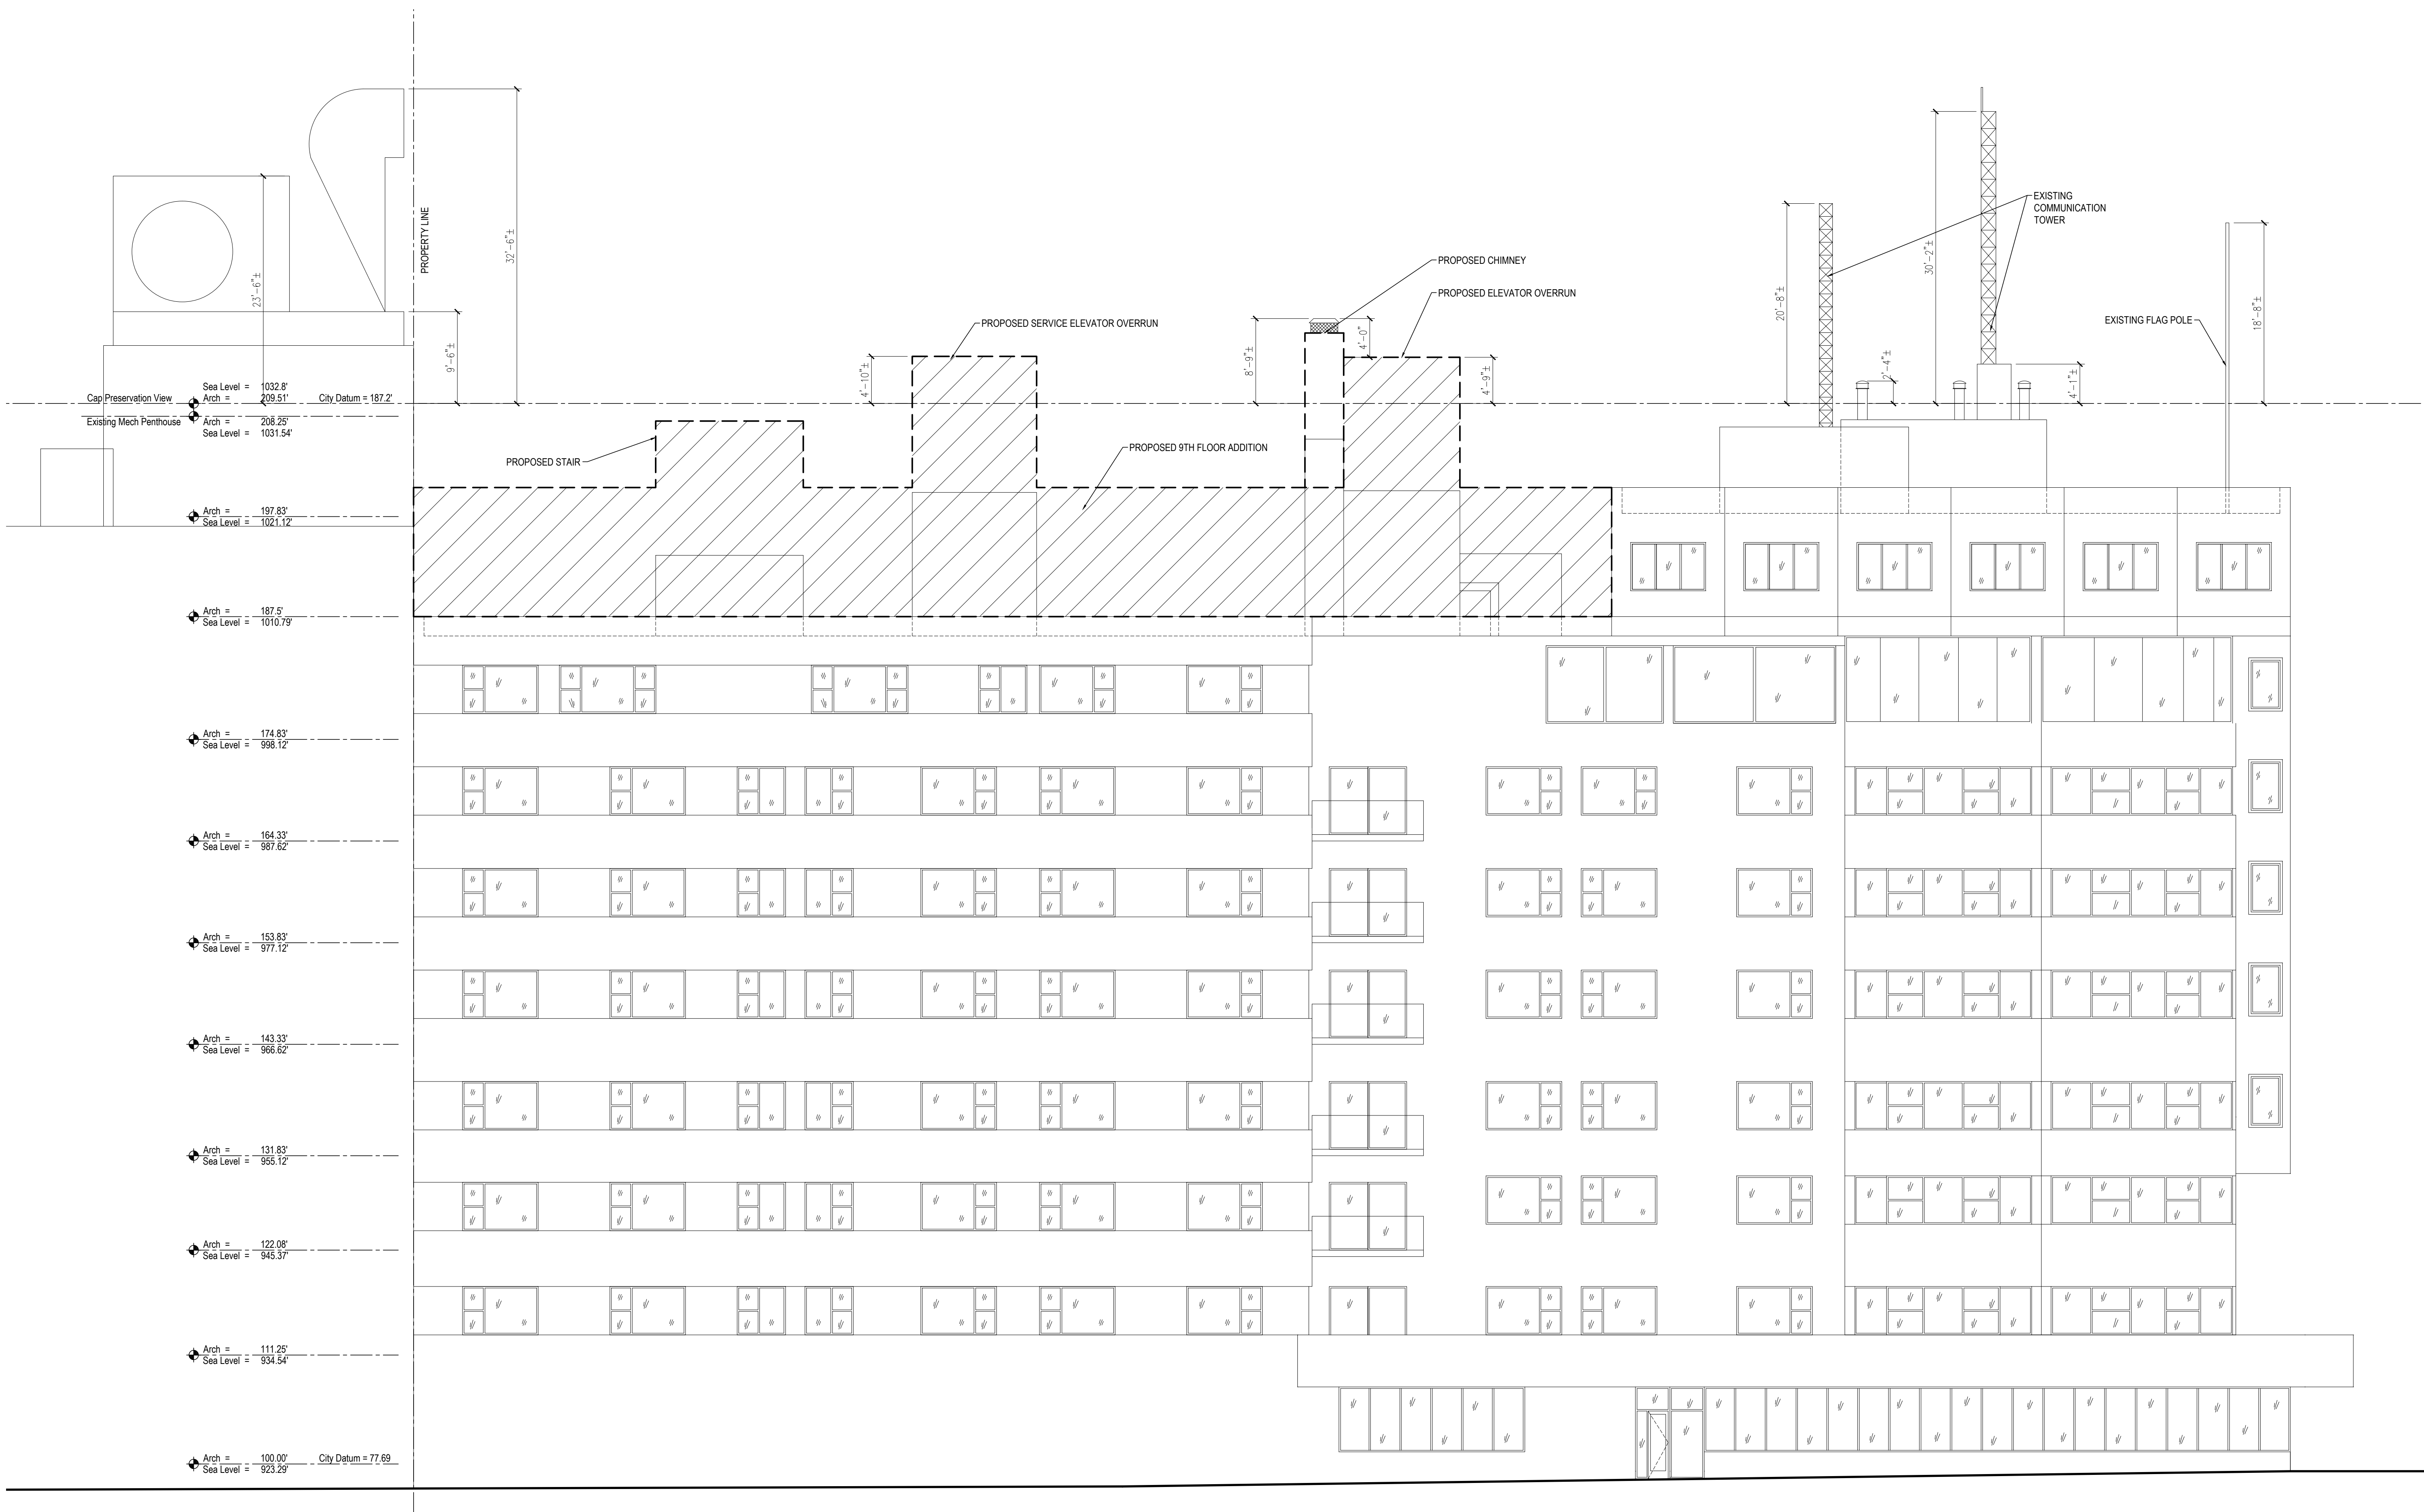 32'-6"±
PROPERTY LINE
23'-6"±
9'-6"±
EXISTING
COMMUNICATION
TOWER
30'-2"±
20'-8"±
18'-8"±
EXISTING FLAG POLE
PROPOSED CHIMNEY
PROPOSED ELEVATOR OVERRUN
PROPOSED SERVICE ELEVATOR OVERRUN
4'-10"±
8'-9"±
4'-0"
4'-9"±
2'-4"±
4'-1"±
Sea Level = 1032.8'
Cap Preservation View Arch = 209.51' City Datum = 187.2'
Existing Mech Penthouse Arch = 208.25'
Sea Level = 1031.54'
PROPOSED 9TH FLOOR ADDITION
PROPOSED STAIR
Arch = 197.83'
Sea Level = 1021.12'
Arch = 187.5'
Sea Level = 1010.79'
Arch = 174.83'
Sea Level = 998.12'
Arch = 164.33'
Sea Level = 987.62'
Arch = 153.83'
Sea Level = 977.12'
Arch = 143.33'
Sea Level = 966.62'
Arch = 131.83'
Sea Level = 955.12'
Arch = 122.08'
Sea Level = 945.37'
Arch = 111.25'
Sea Level = 934.54'
Arch = 100.00' City Datum = 77.69
Sea Level = 923.29'